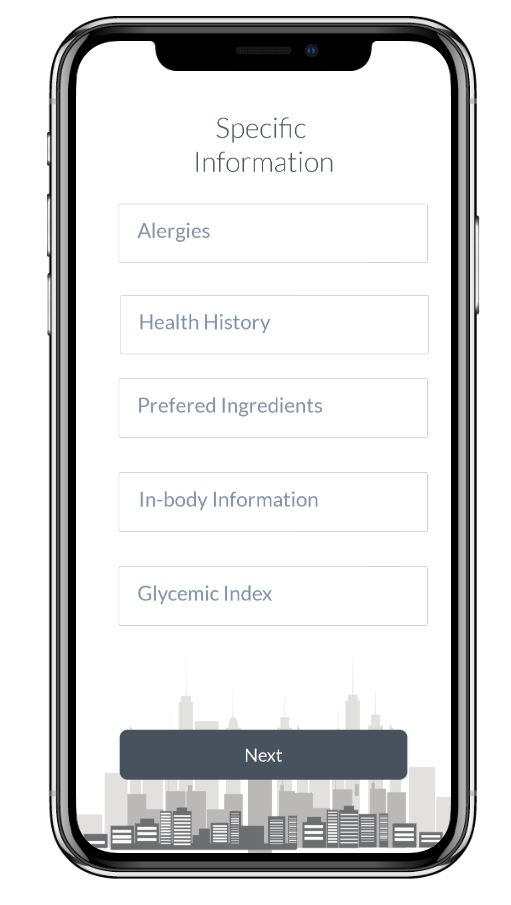 Specific
Information
Alergies
Health History
Prefered Ingredients
In-body Information
Glycemic Index
Next